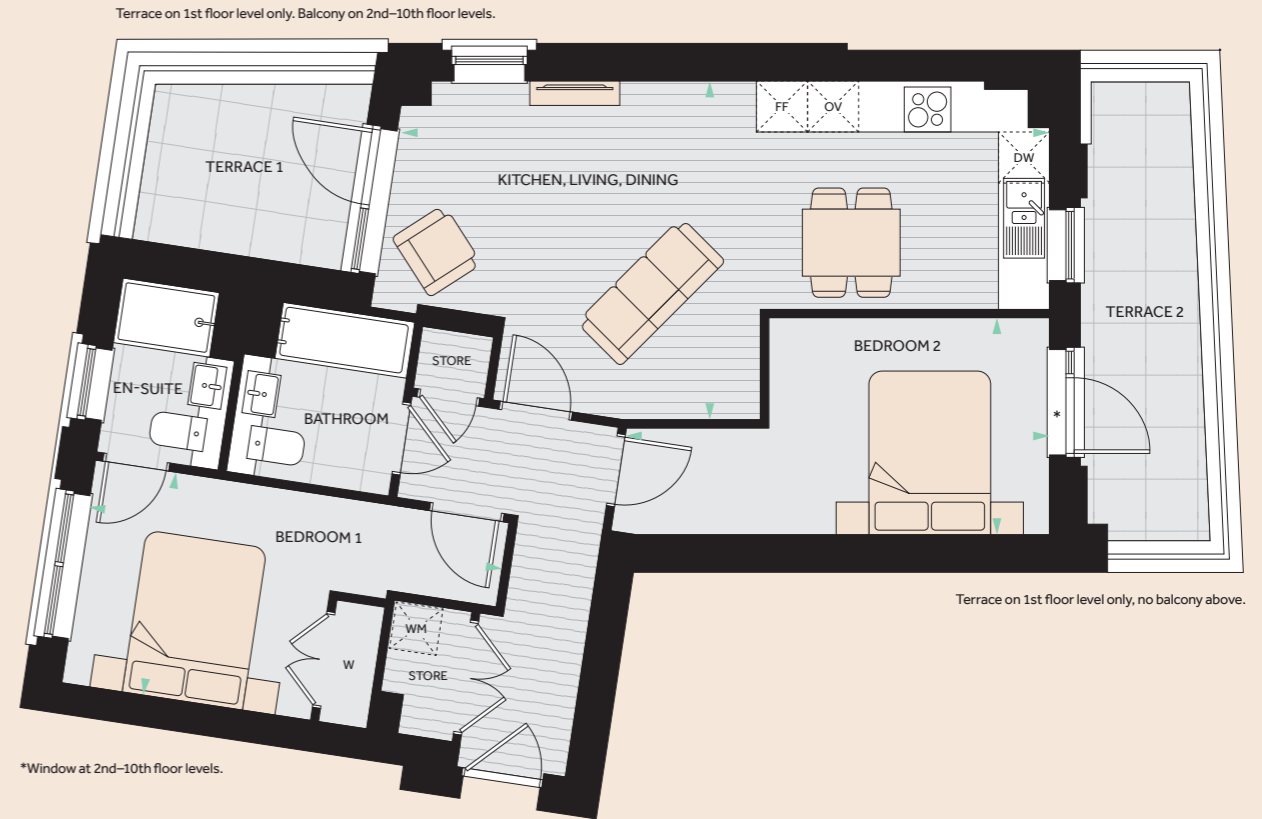 Terrace on 1st floor level only. Balcony on 2nd–10th floor levels.
FF
OV
TERRACE 1
KITCHEN, LIVING, DINING
DW
TERRACE 2
BEDROOM 2
STORE
EN-SUITE
BATHROOM
*
BEDROOM 1
Terrace on 1st floor level only, no balcony above.
WM
W
STORE
*Window at 2nd–10th floor levels.